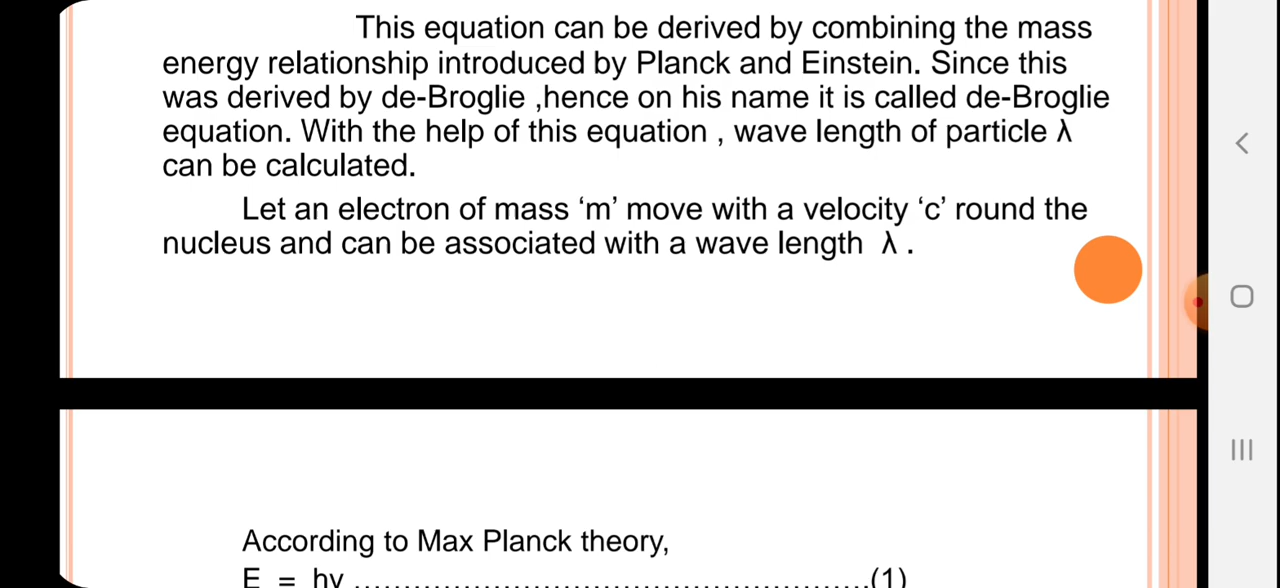 This equation can be derived by combining the mass
energy relationship introduced by Planck and Einstein. Since this
was derived by de-Broglie ,hence on his name it is called de-Broglie
equation. With the help of this equation , wave length of particle λ
can be calculated.
Let an electron of mass ‘m’ move with a velocity ‘c’ round the
nucleus and can be associated with a wave length λ .
According to Max Planck theory,
E = hν ……………………………………………..(1)